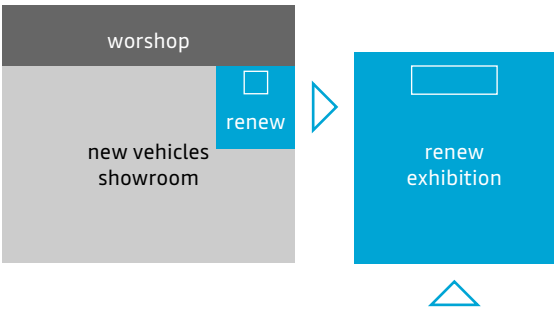 worshop
renew
new vehicles
showroom
renew
exhibition